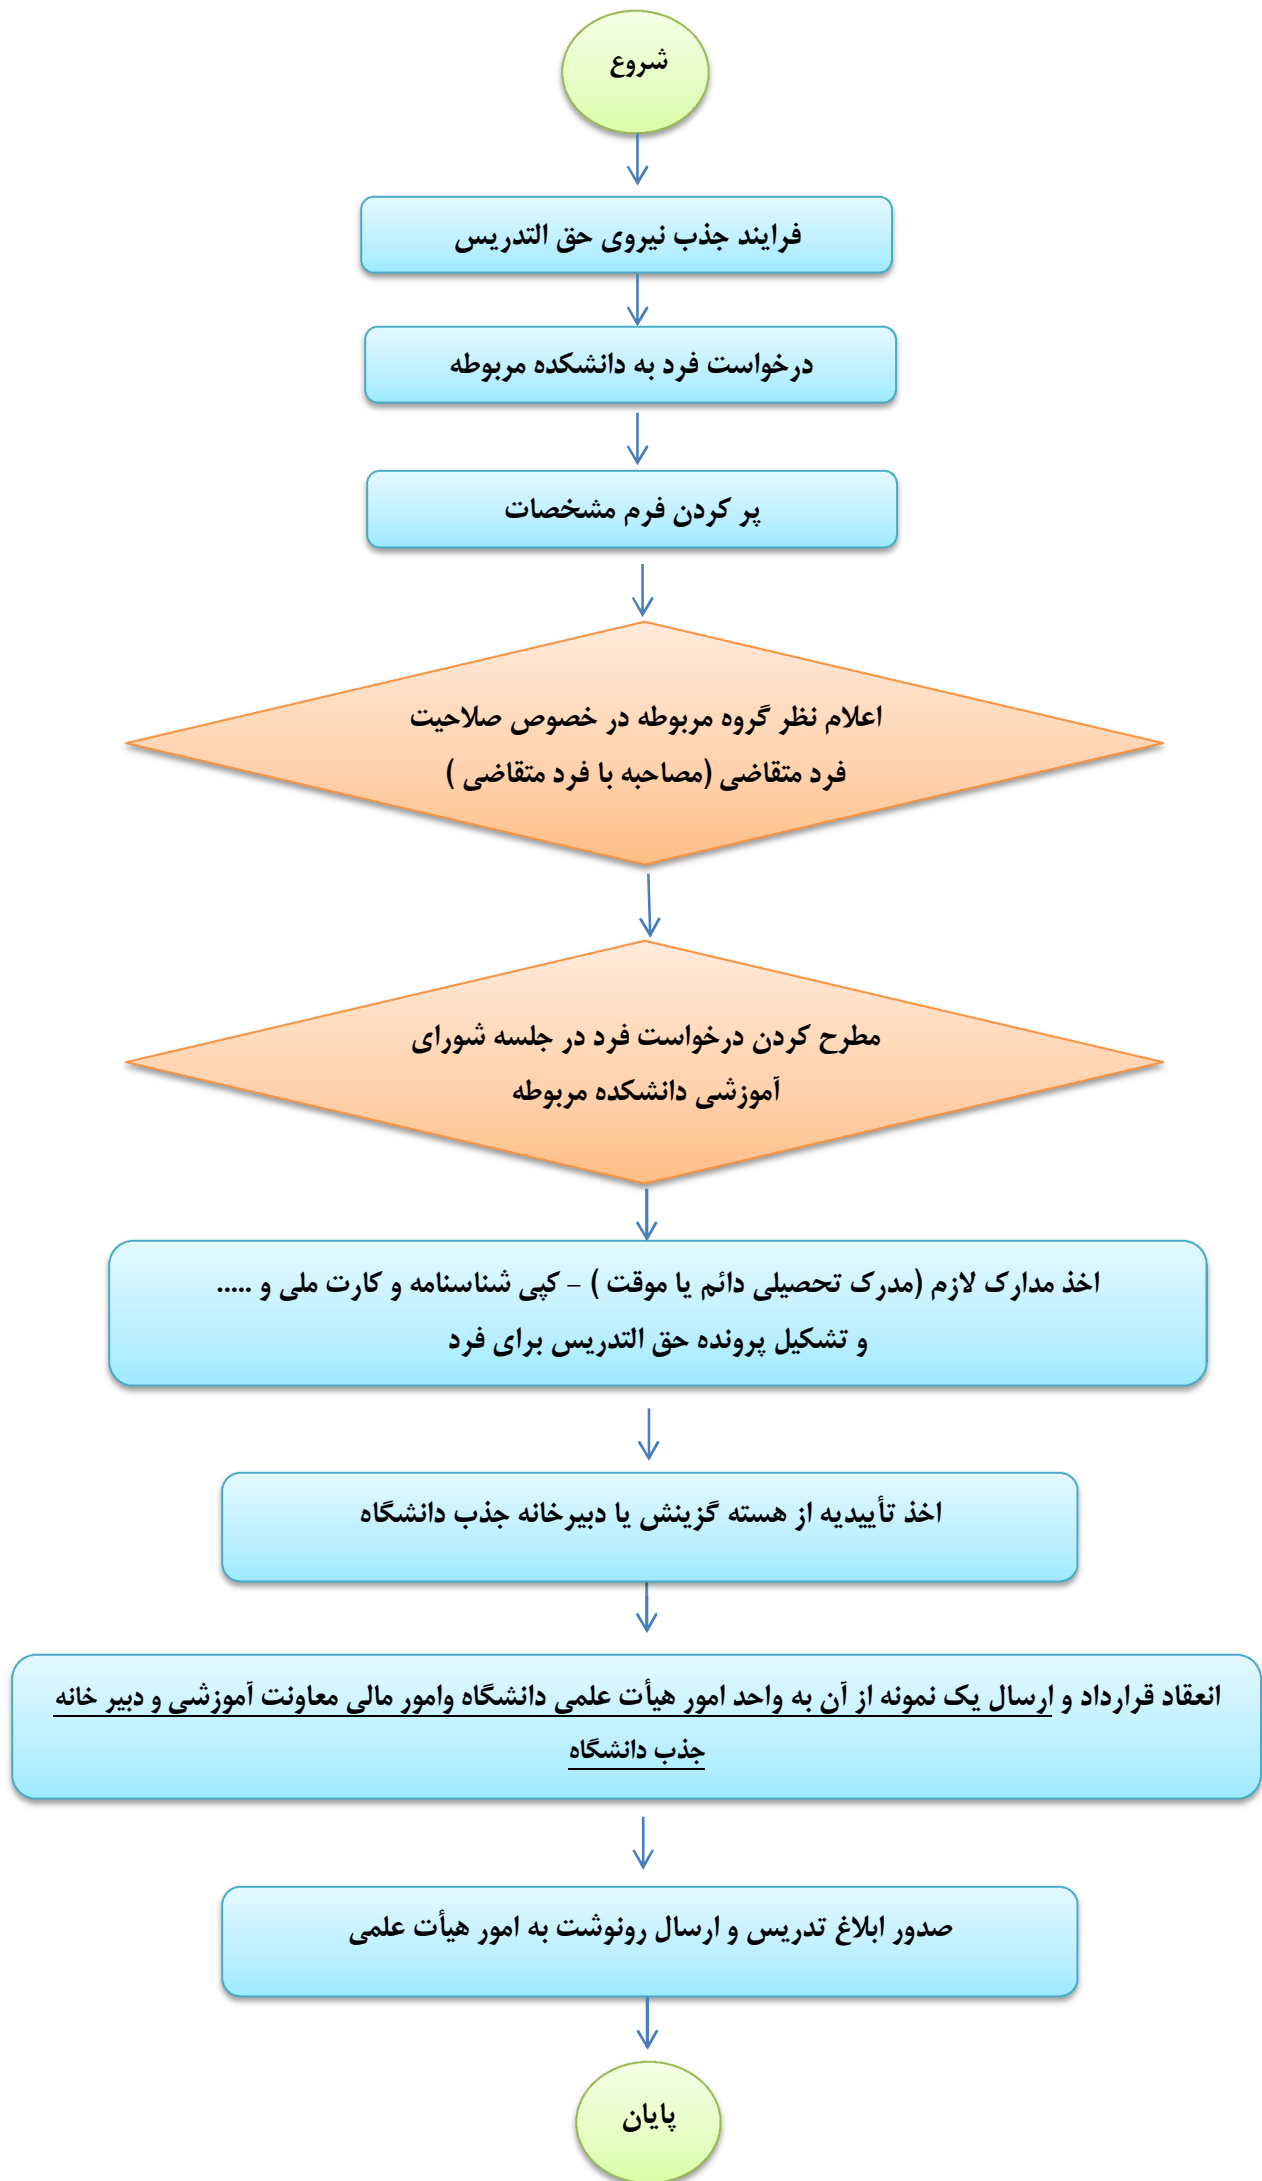 شروع
فرایند جذب نیروی حق التدریس
درخواست فرد به دانشکده مربوطه
پر کردن فرم مشخصات
اعلام نظر گروه مربوطه در خصوص صلاحیت
فرد متقاضی (مصاحبه با فرد متقاضی )
مطرح کردن درخواست فرد در جلسه شورای
آموزشی دانشکده مربوطه
اخذ مدارک لازم (مدرک تحصیلی دائم یا موقت ) – کپی شناسنامه و کارت ملی و .....
و تشکیل پرونده حق التدریس برای فرد
اخذ تأییدیه از هسته گزینش یا دبیرخانه جذب دانشگاه
انعقاد قرارداد و ارسال یک نمونه از آن به واحد امور هیأت علمی دانشگاه وامور مالی معاونت آموزشی و دبیر خانه
جذب دانشگاه
صدور ابلاغ تدریس و ارسال رونوشت به امور هیأت علمی
پایان